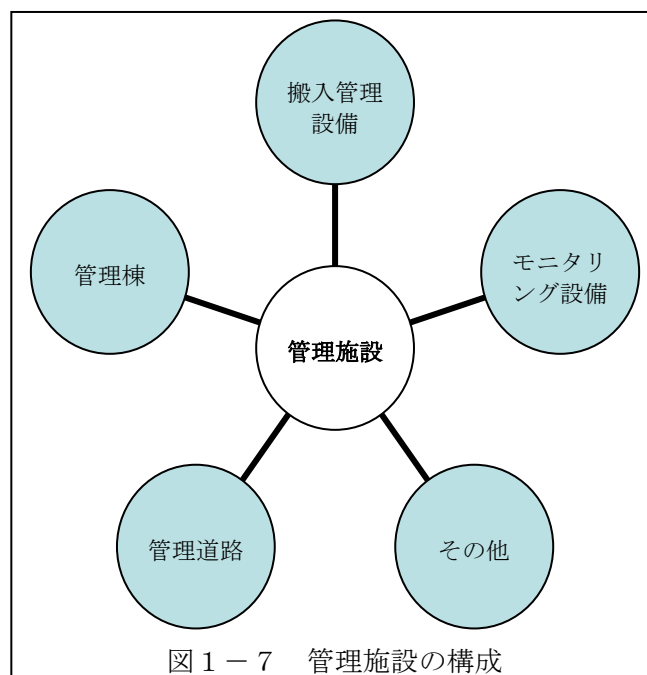 搬入管理
設備
管理棟
モニタリ
ング設備
管理施設
管理道路
その他
図1－7　管理施設の構成